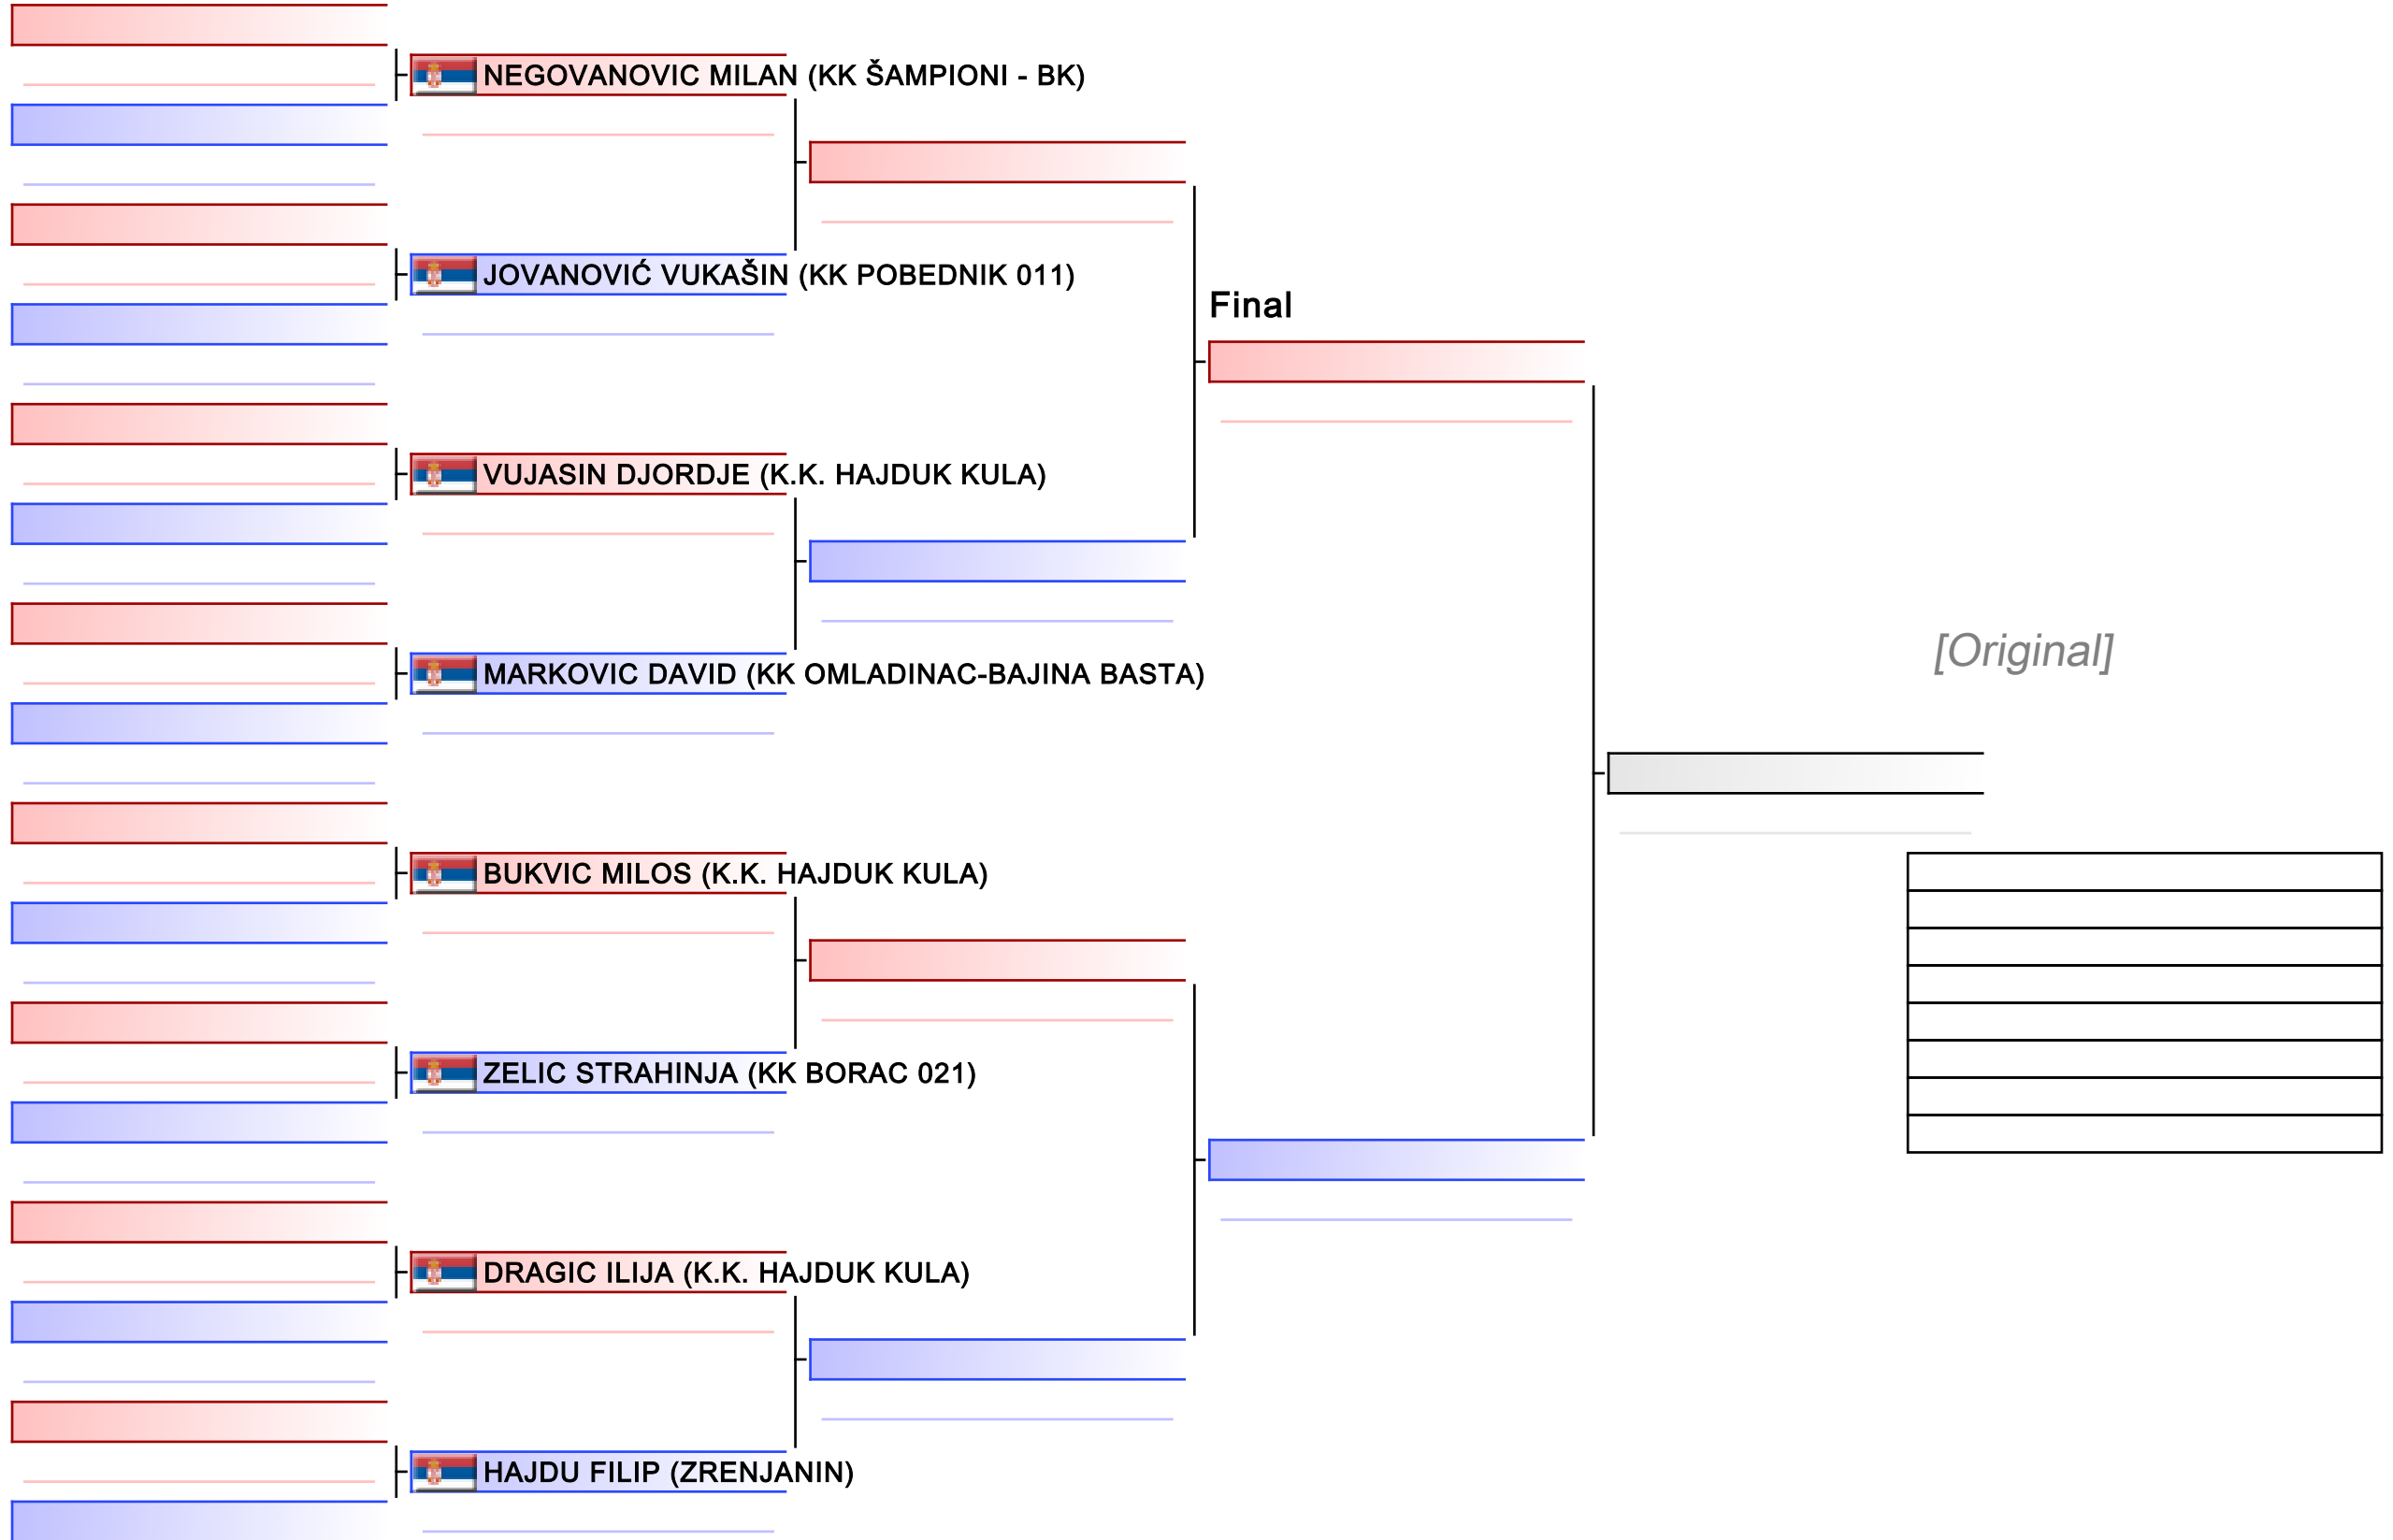 NEGOVANOVIC MILAN (KK ŠAMPIONI - BK)
JOVANOVIĆ VUKAŠIN (KK POBEDNIK 011)
Final
VUJASIN DJORDJE (K.K. HAJDUK KULA)
[Original]
MARKOVIC DAVID (KK OMLADINAC-BAJINA BASTA)
BUKVIC MILOS (K.K. HAJDUK KULA)
ZELIC STRAHINJA (KK BORAC 021)
DRAGIC ILIJA (K.K. HAJDUK KULA)
HAJDU FILIP (ZRENJANIN)